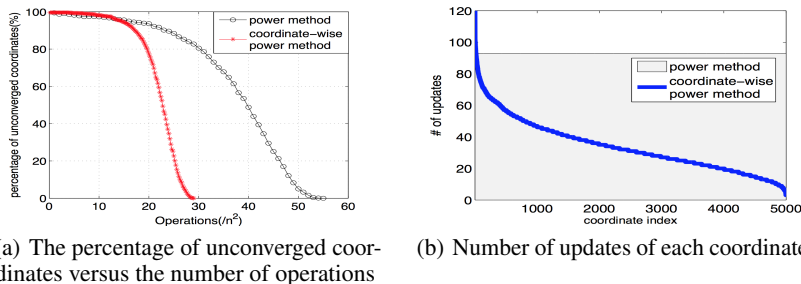 percentage of unconverged coordinates(%)
100
80
60
40
20
0
0 10 20 30 40 50 60
Operations(/n²)
power method
coordinate-wise
power method
# of updates
120
100
80
60
40
20
0
1000 2000 3000 4000 5000
coordinate index
power method
coordinate-wise
power method
(a) The percentage of unconverged coor-
dinates versus the number of operations
(b) Number of updates of each coordinate